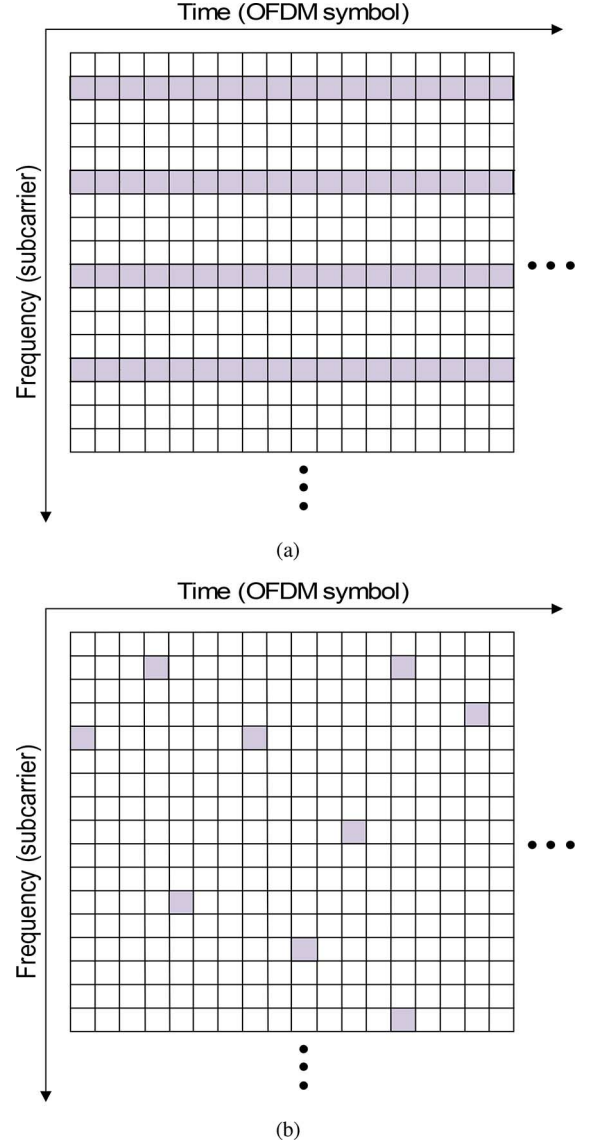 Time (OFDM symbol)
Frequency (subcarrier)
(a)
Time (OFDM symbol)
Frequency (subcarrier)
(b)